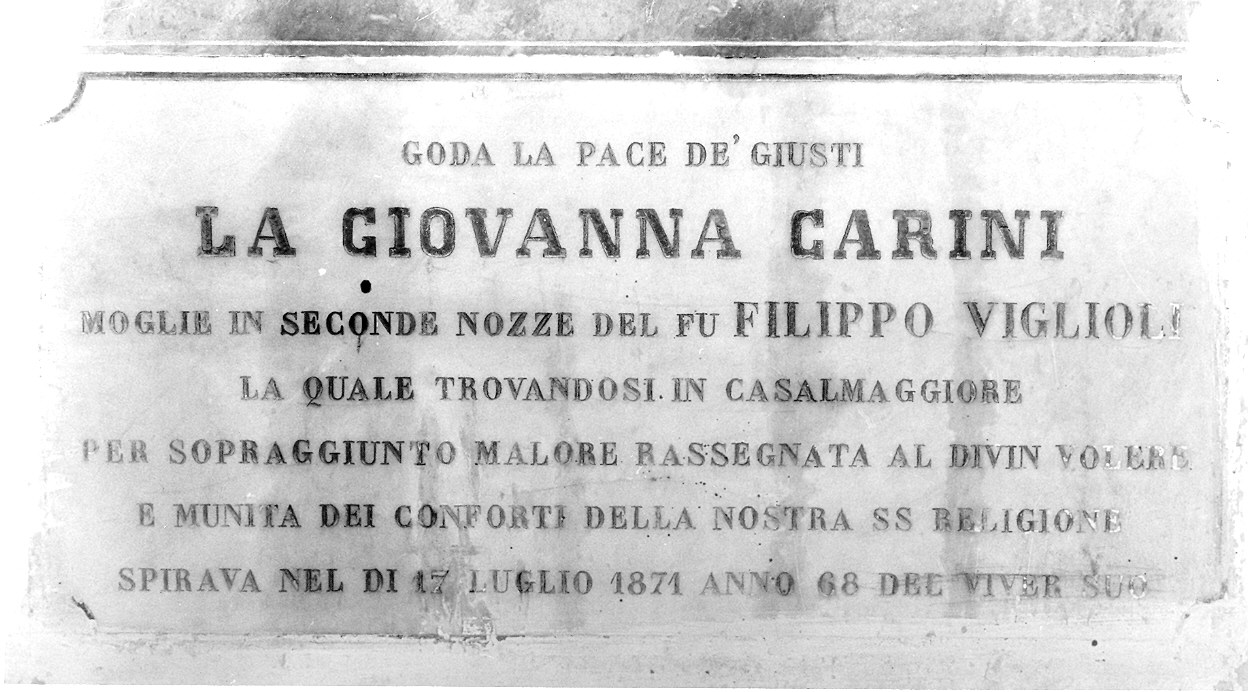 GODA LA PACE DE' GIUSTI
LA GIOVANNA CARINI
MOGLIE IN SECONDE NOZZE DEL FU FILIPPO VIGLIOLI
LA QUALE TROVANDOSI IN CASALMAGGIORE
PER SOPRAGGIUNTO MALORE RASSEGNATA AL DIVIN VOLERE
E MUNITA DEI CONFORTI DELLA NOSTRA SS RELIGIONE
SPIRAVA NEL DI 17 LUGLIO 1871 ANNO 68 DEL VIVER SUO